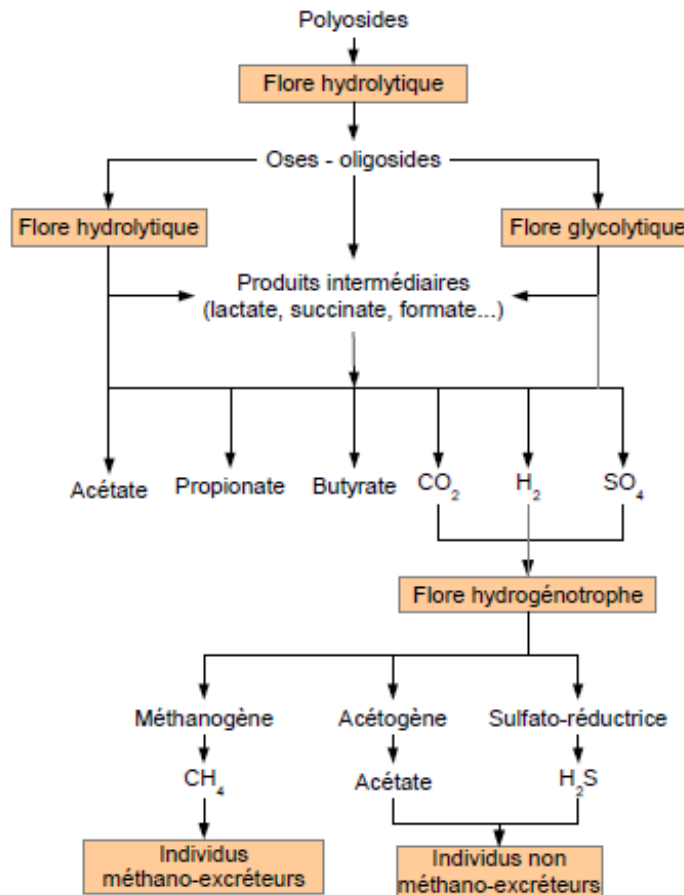 Polyosides
Flore hydrolytique
Oses - oligosides
Flore hydrolytique
Flore glycolytique
Produits intermédiaires
(lactate, succinate, formate...)
Acétate
Propionate
Butyrate
CO₂
H₂
SO₄
Flore hydrogénotrophe
Méthanogène
Acétogène
Sulfato-réductrice
CH₄
Acétate
H₂S
Individus
méthano-excréteurs
Individus non
méthano-excréteurs